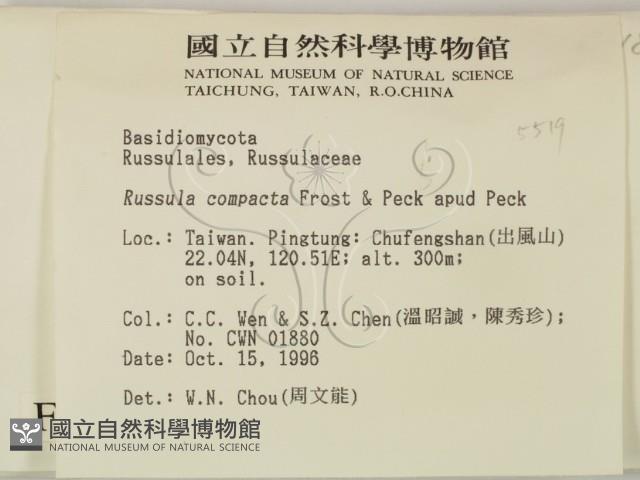 國立自然科學博物館
NATIONAL MUSEUM OF NATURAL SCIENCE
TAICHUNG, TAIWAN, R.O.CHINA
5519
Basidiomycota
Russulales, Russulaceae
Russula compacta Frost & Peck apud Peck
Loc.: Taiwan. Pingtung: Chufengshan(出風山)
22.04N, 120.51E; alt. 300m;
on soil.
Col.: C.C. Wen & S.Z. Chen(溫昭誠，陳秀珍);
No. CWN 01880
Date: Oct. 15, 1996
Det.: W.N. Chou(周文能)
F
國立自然科學博物館
NATIONAL MUSEUM OF NATURAL SCIENCE